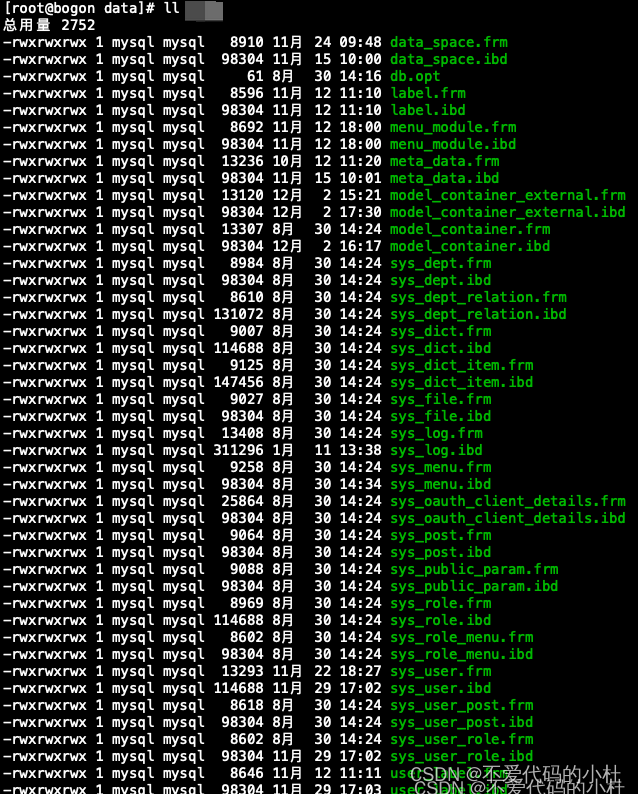 [root@bogon data]# ll
总用量 2752
-rwxrwxrwx 1 mysql mysql 8910 11月 24 09:48 data_space.frm
-rwxrwxrwx 1 mysql mysql 98304 11月 15 10:00 data_space.ibd
-rwxrwxrwx 1 mysql mysql 61 8月 30 14:16 db.opt
-rwxrwxrwx 1 mysql mysql 8596 11月 12 11:10 label.frm
-rwxrwxrwx 1 mysql mysql 98304 11月 12 11:10 label.ibd
-rwxrwxrwx 1 mysql mysql 8692 11月 12 18:00 menu_module.frm
-rwxrwxrwx 1 mysql mysql 98304 11月 12 18:00 menu_module.ibd
-rwxrwxrwx 1 mysql mysql 13236 10月 12 11:20 meta_data.frm
-rwxrwxrwx 1 mysql mysql 98304 11月 15 10:01 meta_data.ibd
-rwxrwxrwx 1 mysql mysql 13120 12月 2 15:21 model_container_external.frm
-rwxrwxrwx 1 mysql mysql 98304 12月 2 17:30 model_container_external.ibd
-rwxrwxrwx 1 mysql mysql 13307 8月 30 14:24 model_container.frm
-rwxrwxrwx 1 mysql mysql 98304 12月 2 16:17 model_container.ibd
-rwxrwxrwx 1 mysql mysql 8984 8月 30 14:24 sys_dept.frm
-rwxrwxrwx 1 mysql mysql 98304 8月 30 14:24 sys_dept.ibd
-rwxrwxrwx 1 mysql mysql 8610 8月 30 14:24 sys_dept_relation.frm
-rwxrwxrwx 1 mysql mysql 131072 8月 30 14:24 sys_dept_relation.ibd
-rwxrwxrwx 1 mysql mysql 9007 8月 30 14:24 sys_dict.frm
-rwxrwxrwx 1 mysql mysql 114688 8月 30 14:24 sys_dict.ibd
-rwxrwxrwx 1 mysql mysql 9125 8月 30 14:24 sys_dict_item.frm
-rwxrwxrwx 1 mysql mysql 147456 8月 30 14:24 sys_dict_item.ibd
-rwxrwxrwx 1 mysql mysql 9027 8月 30 14:24 sys_file.frm
-rwxrwxrwx 1 mysql mysql 98304 8月 30 14:24 sys_file.ibd
-rwxrwxrwx 1 mysql mysql 13408 8月 30 14:24 sys_log.frm
-rwxrwxrwx 1 mysql mysql 311296 1月 11 13:38 sys_log.ibd
-rwxrwxrwx 1 mysql mysql 9258 8月 30 14:24 sys_menu.frm
-rwxrwxrwx 1 mysql mysql 98304 8月 30 14:34 sys_menu.ibd
-rwxrwxrwx 1 mysql mysql 25864 8月 30 14:24 sys_oauth_client_details.frm
-rwxrwxrwx 1 mysql mysql 98304 8月 30 14:24 sys_oauth_client_details.ibd
-rwxrwxrwx 1 mysql mysql 9064 8月 30 14:24 sys_post.frm
-rwxrwxrwx 1 mysql mysql 98304 8月 30 14:24 sys_post.ibd
-rwxrwxrwx 1 mysql mysql 9088 8月 30 14:24 sys_public_param.frm
-rwxrwxrwx 1 mysql mysql 98304 8月 30 14:24 sys_public_param.ibd
-rwxrwxrwx 1 mysql mysql 8969 8月 30 14:24 sys_role.frm
-rwxrwxrwx 1 mysql mysql 114688 8月 30 14:24 sys_role.ibd
-rwxrwxrwx 1 mysql mysql 8602 8月 30 14:24 sys_role_menu.frm
-rwxrwxrwx 1 mysql mysql 98304 8月 30 14:24 sys_role_menu.ibd
-rwxrwxrwx 1 mysql mysql 13293 11月 22 18:27 sys_user.frm
-rwxrwxrwx 1 mysql mysql 114688 11月 29 17:02 sys_user.ibd
-rwxrwxrwx 1 mysql mysql 8618 8月 30 14:24 sys_user_post.frm
-rwxrwxrwx 1 mysql mysql 98304 8月 30 14:24 sys_user_post.ibd
-rwxrwxrwx 1 mysql mysql 8602 8月 30 14:24 sys_user_role.frm
-rwxrwxrwx 1 mysql mysql 98304 11月 29 17:02 sys_user_role.ibd
-rwxrwxrwx 1 mysql mysql 8646 11月 12 11:11
CSDN @不爱代码的小杜
-rwxrwxrwx 1 mysql mysql 98304 11月 29 17:03
CSDN @不爱代码的小杜